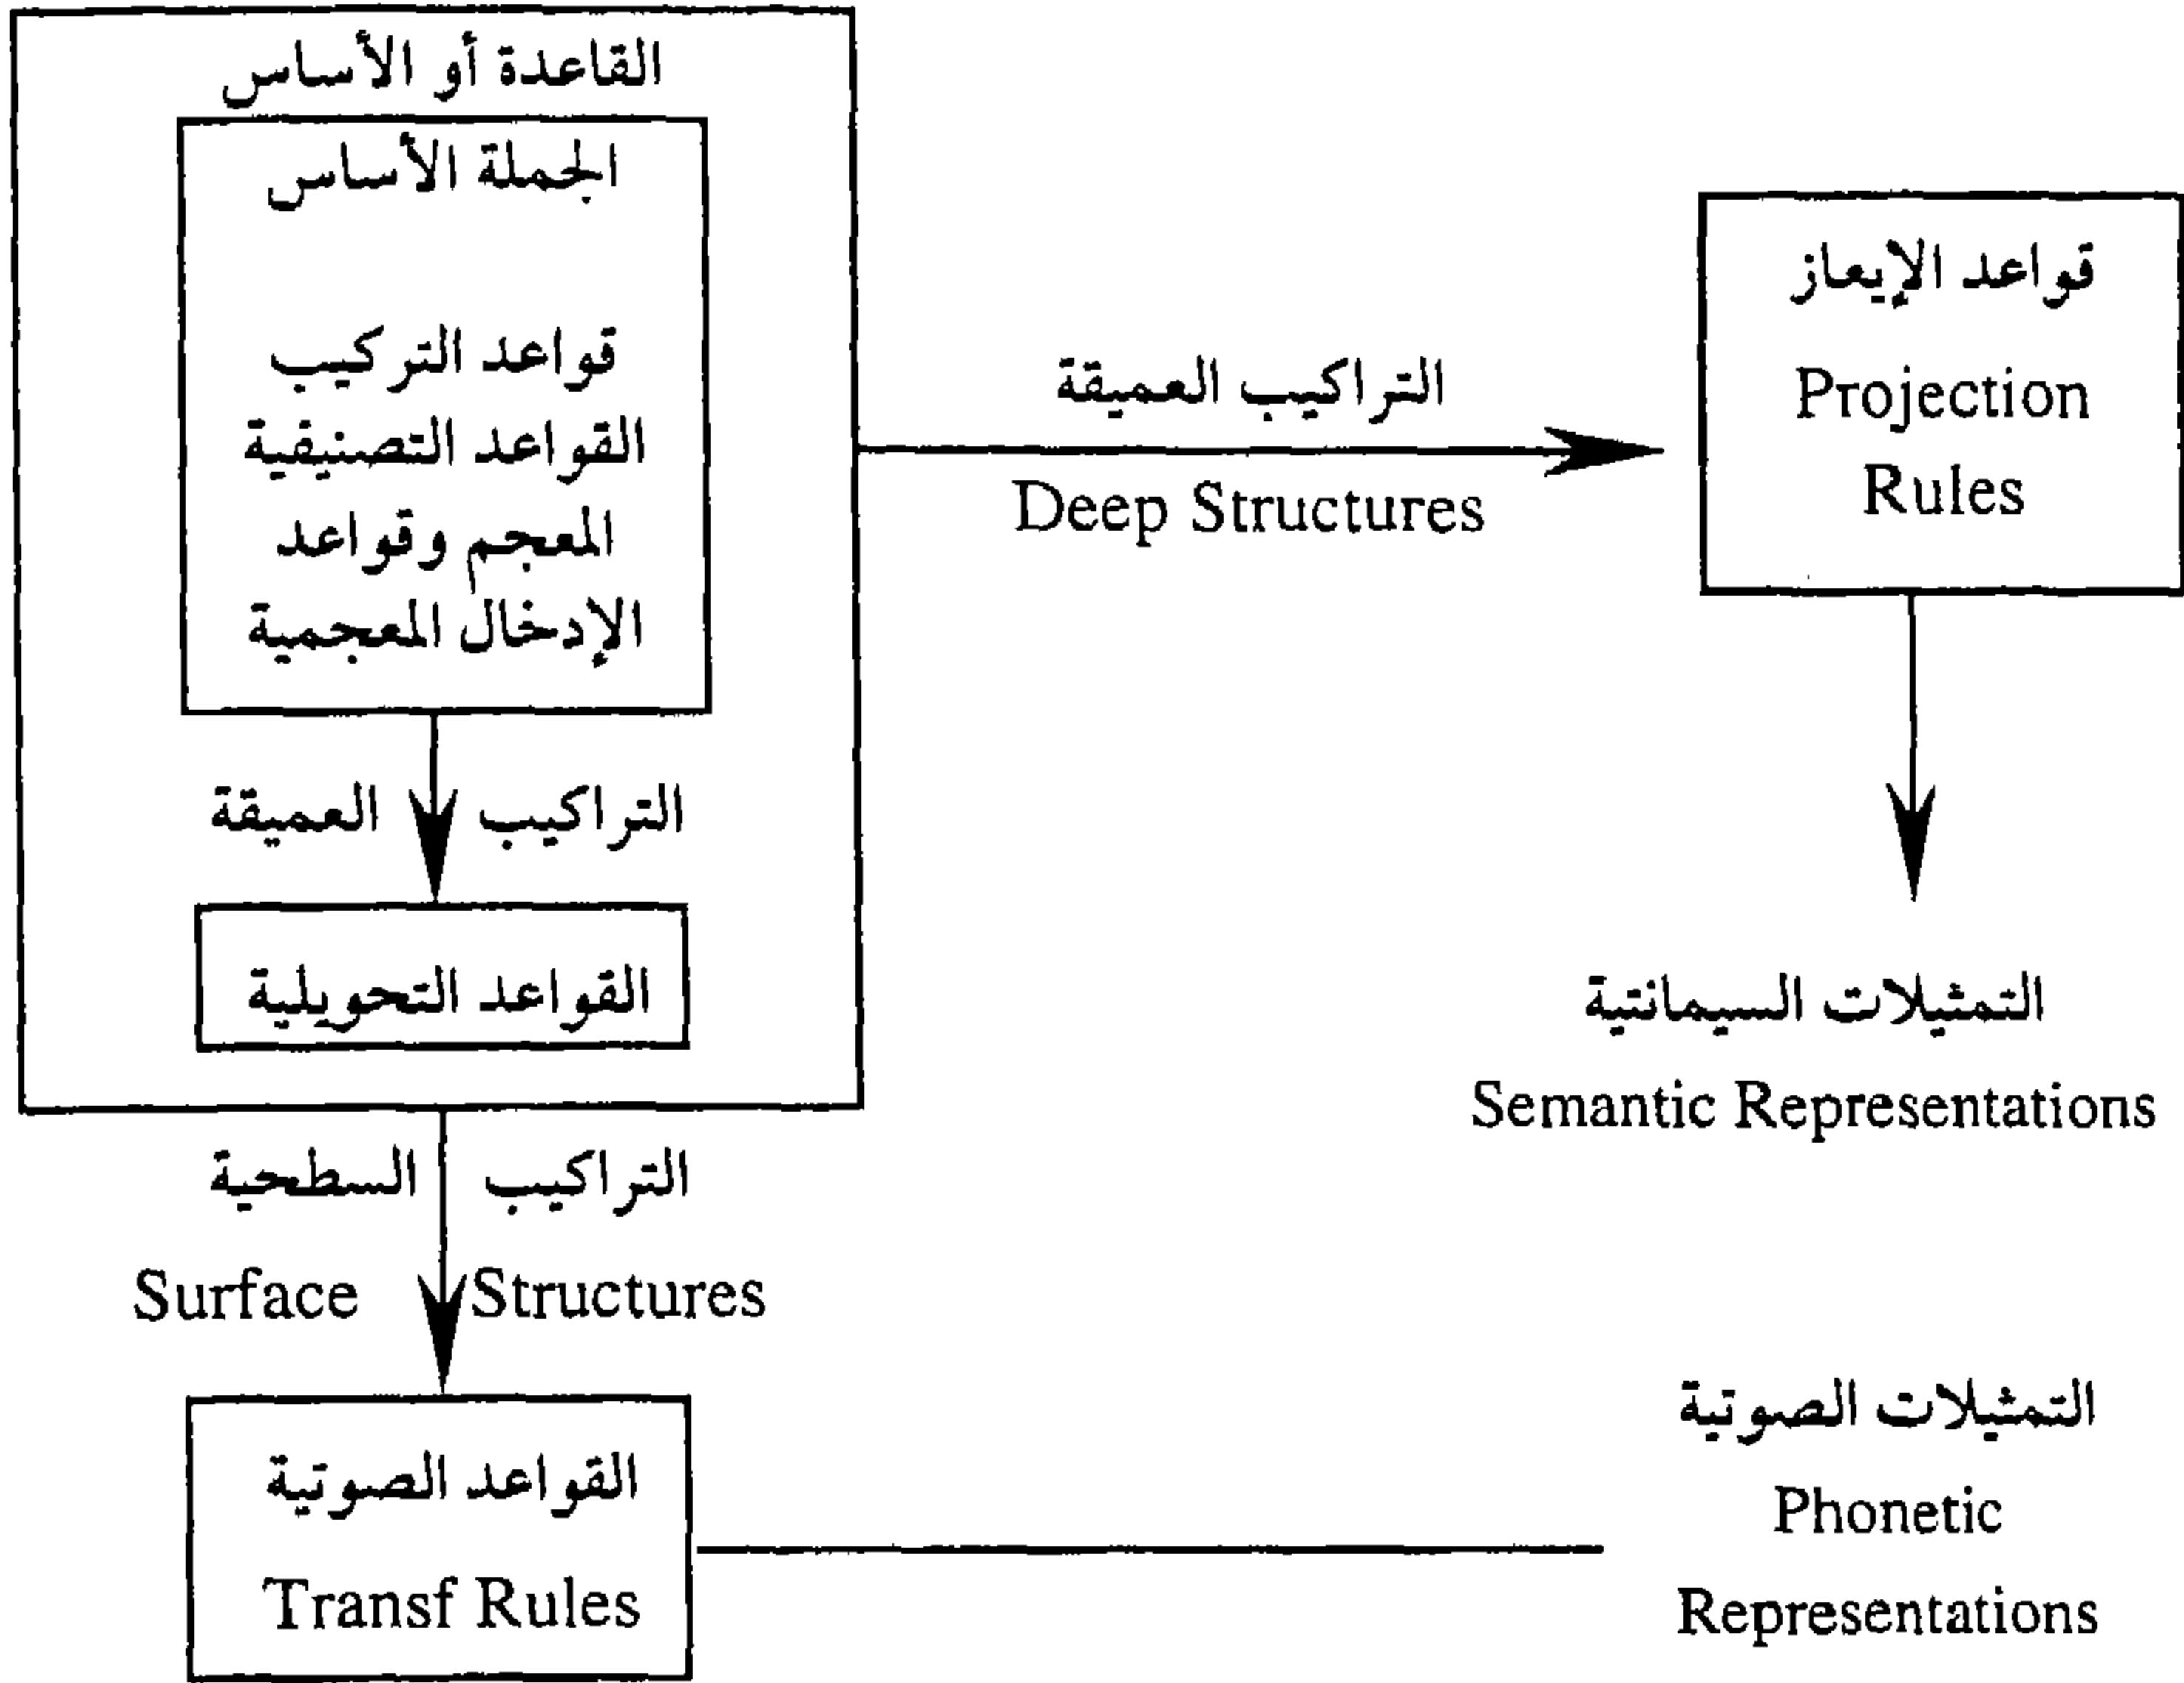 القاعدة أو الأساس
الجملة الأساس
قواعد التركيب
القواعد التصنيفية
المعجم وقواعد
الإدخال المعجمية
التراكيب العميقة
القواعد التحويلية
التراكيب السطحية
Surface Structures
القواعد الصوتية
Transf Rules
التراكيب العميقة
Deep Structures
قواعد الإيعاز
Projection
Rules
التمثيلات السيمانتية
Semantic Representations
التمثيلات الصوتية
Phonetic
Representations